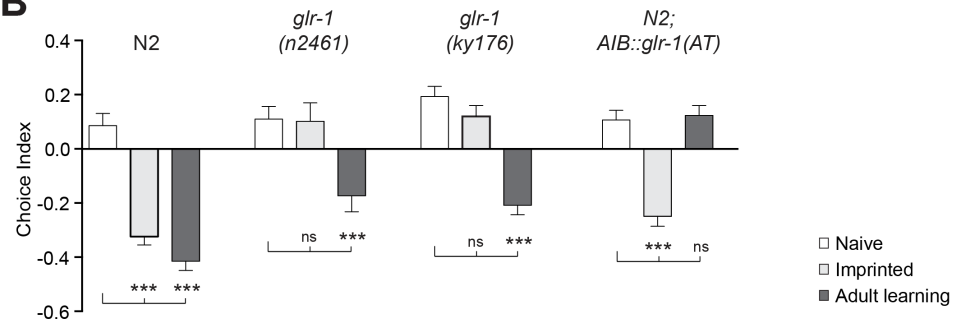 B
glr-1
glr-1
N2;
N2
(n2461)
(ky176)
AIB::glr-1(AT)
0.4
0.2
0.0
-0.2
-0.4
-0.6
Choice Index
*** ***
ns ***
ns ***
*** ns
Naive
Imprinted
Adult learning